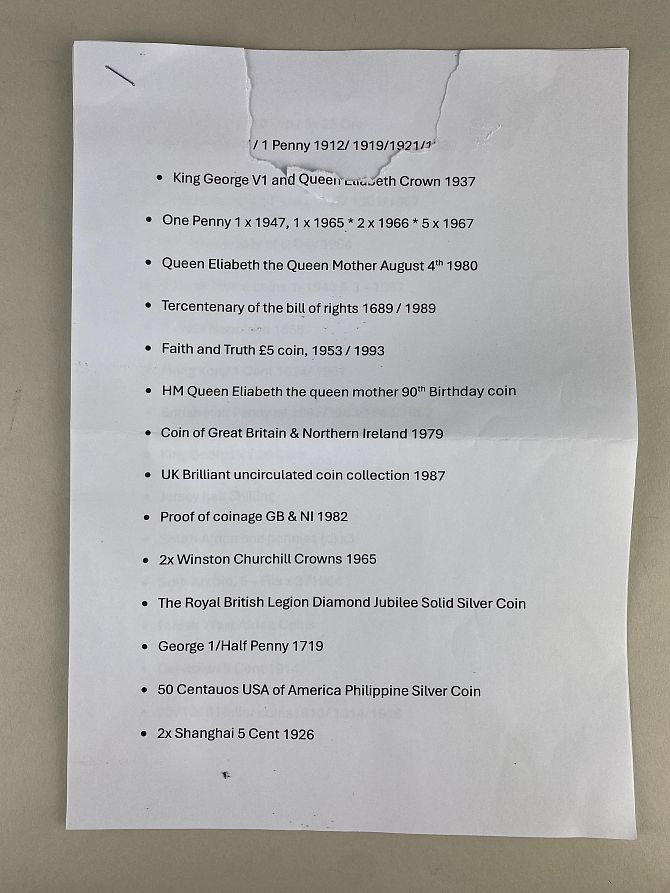 / 1 Penny 1912/ 1919/1921/1
• King George V1 and Queen Eliabeth Crown 1937
• One Penny 1 x 1947, 1 x 1965 * 2 x 1966 * 5 x 1967
• Queen Eliabeth the Queen Mother August 4th 1980
• Tercentenary of the bill of rights 1689 / 1989
• Faith and Truth £5 coin, 1953 / 1993
• HM Queen Eliabeth the queen mother 90th Birthday coin
• Coin of Great Britain & Northern Ireland 1979
• UK Brilliant uncirculated coin collection 1987
• Proof of coinage GB & NI 1982
• 2x Winston Churchill Crowns 1965
• The Royal British Legion Diamond Jubilee Solid Silver Coin
• George 1/Half Penny 1719
• 50 Centauos USA of America Philippine Silver Coin
• 2x Shanghai 5 Cent 1926